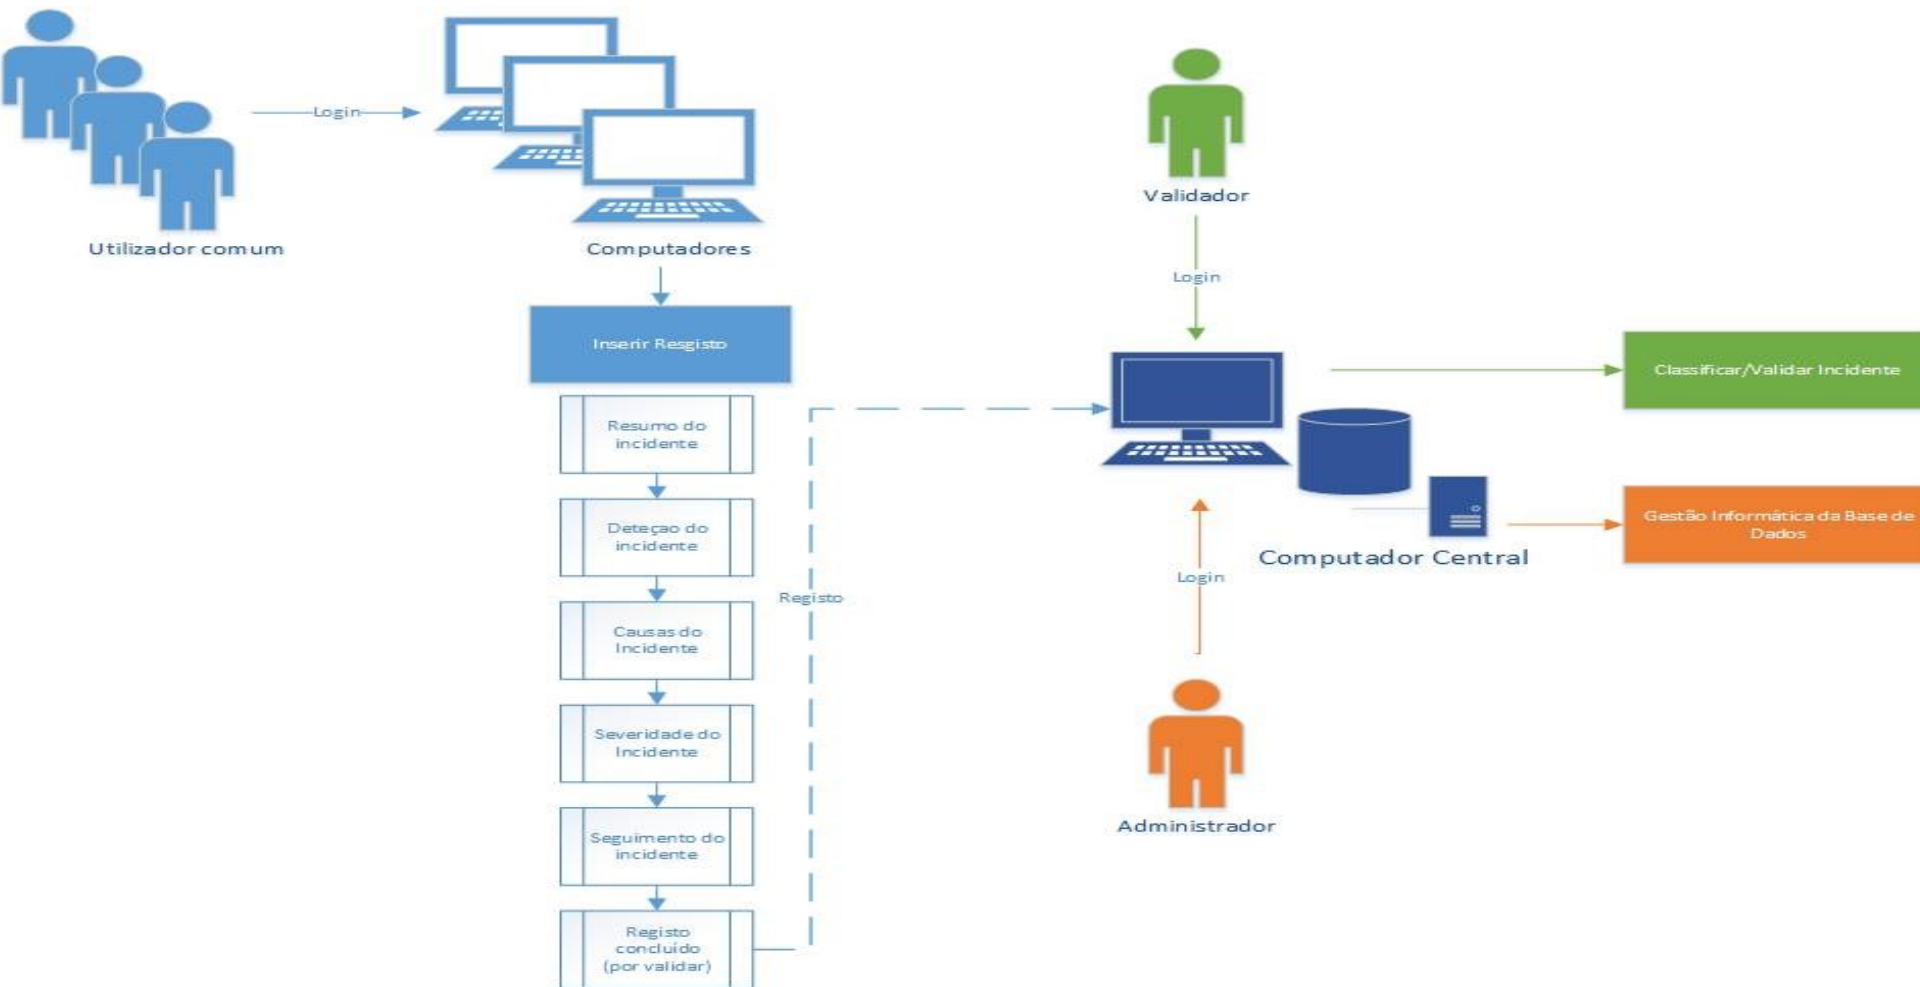 Login
Utilizador comum
Computadores
Inserir Resgisto
Resumo do
incidente
Deteçao do
incidente
Causas do
Incidente
Severidade do
Incidente
Seguimento do
incidente
Registo
concluído
(por validar)
Registo
Validador
Login
Computador Central
Login
Administrador
Classificar/Validar Incidente
Gestão Informática da Base de
Dados